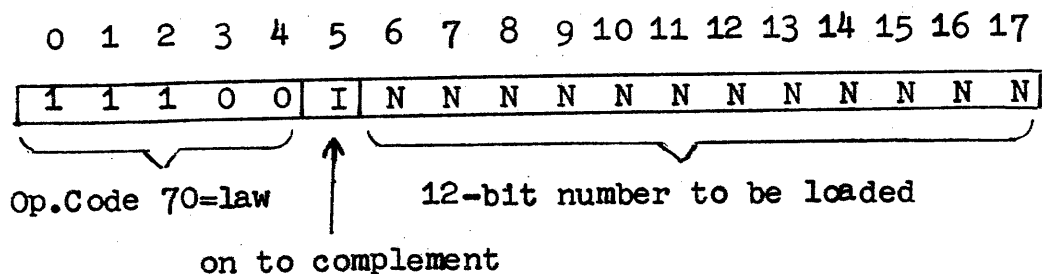 0 1 2 3 4 5 6 7 8 9 10 11 12 13 14 15 16 17
1 1 1 0 0 I N N N N N N N N N N N N
Op.Code 70=law 12-bit number to be loaded
on to complement